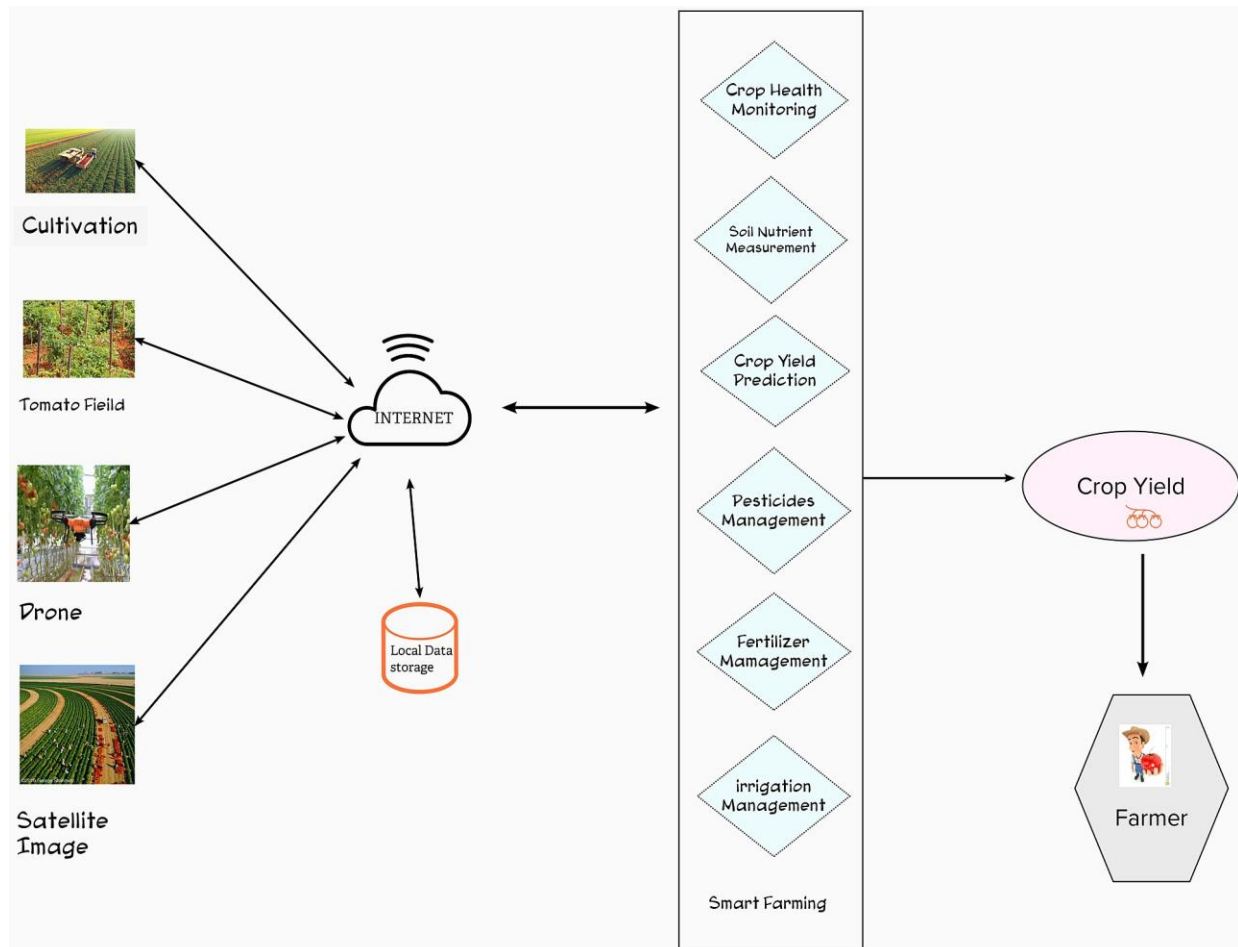 Cultivation
Tomato Fieild
Drone
Satellite
Image
INTERNET
Local Data
storage
Crop Health
Monitoring
Soil Nutrient
Measurement
Crop Yield
Prediction
Pesticides
Management
Fertilizer
Mamagement
irrigation
Management
Smart Farming
Crop Yield
Farmer